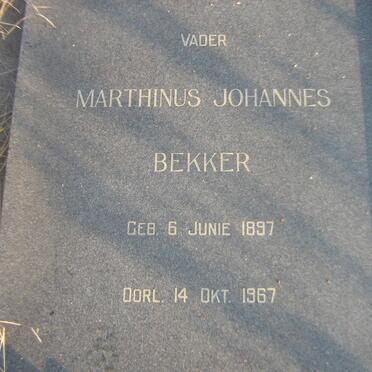 VADER
MARTHINUS JOHANNES
BEKKER
GEB. 6 JUNIE 1897
OORL. 14 OKT. 1967